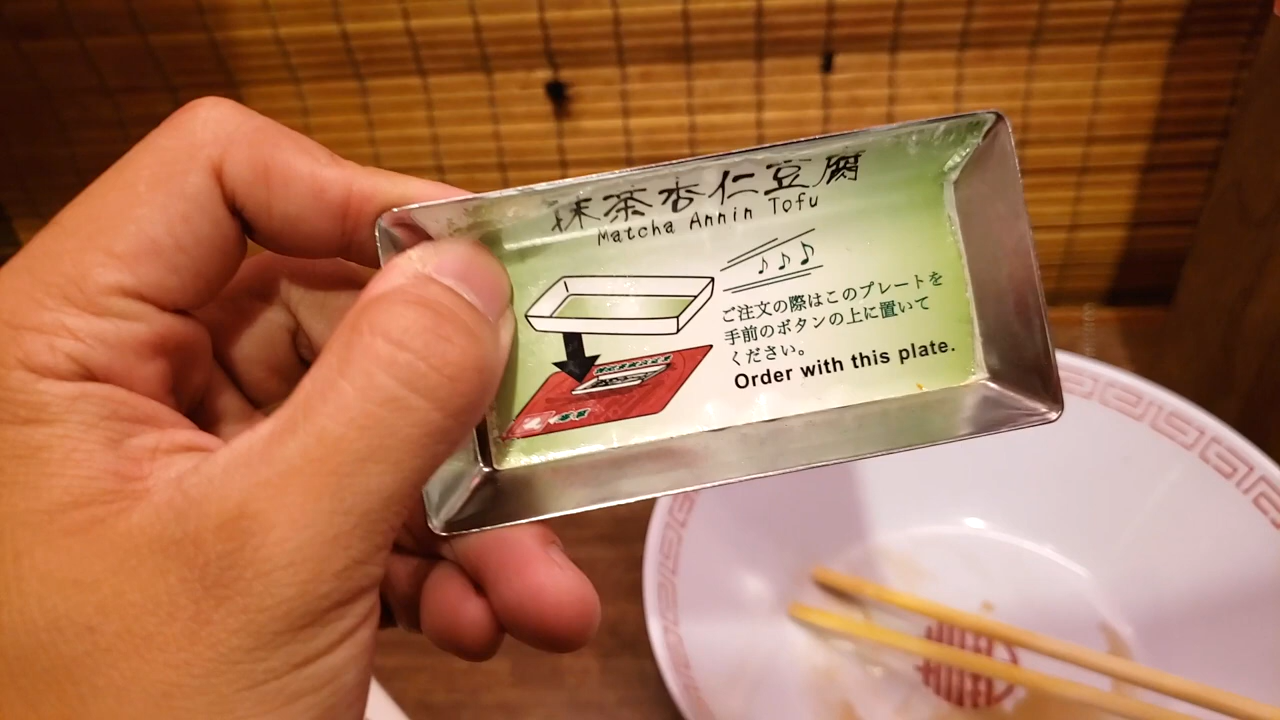 抹茶杏仁豆腐
Matcha Annin Tofu
ご注文の際はこのプレートを
手前のボタンの上に置いて
ください。
Order with this plate.